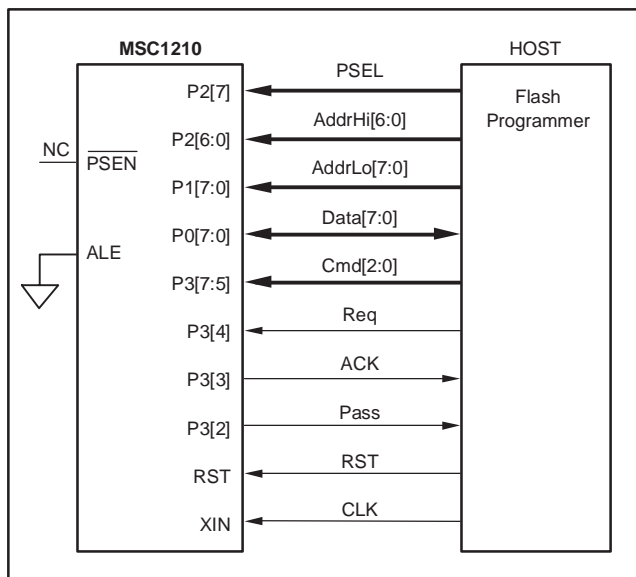 MSC1210
HOST
P2[7]
PSEL
Flash
Programmer
P2[6:0]
AddrHi[6:0]
NC
PSEN
P1[7:0]
AddrLo[7:0]
P0[7:0]
Data[7:0]
ALE
P3[7:5]
Cmd[2:0]
P3[4]
Req
P3[3]
ACK
P3[2]
Pass
RST
RST
XIN
CLK